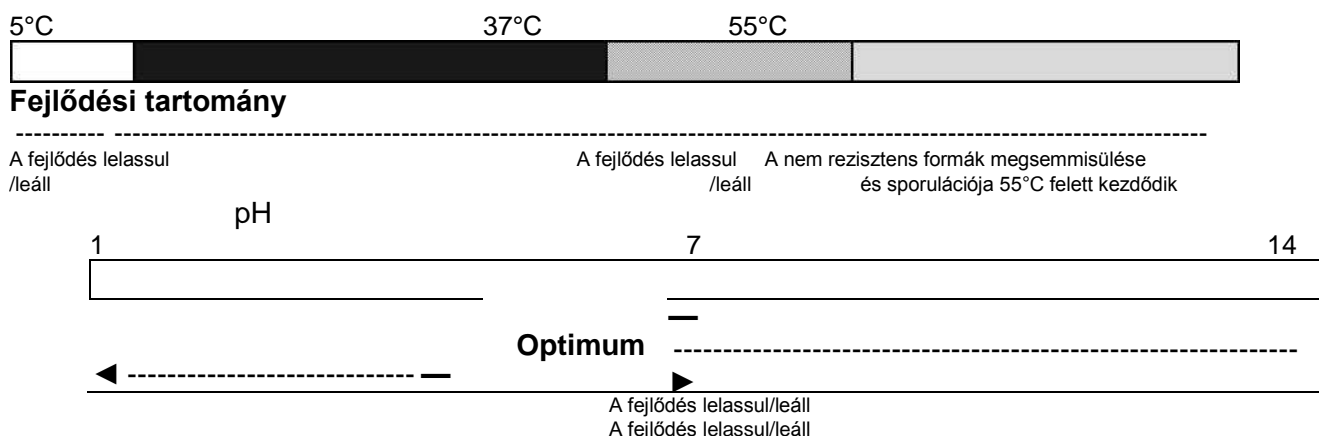 5°C 37°C 55°C
Fejlődési tartomány
A fejlődés lelassul A fejlődés lelassul A nem rezisztens formák megsemmisülése
/leáll /leáll és sporulációja 55°C felett kezdődik
pH
1 7 14
Optimum
A fejlődés lelassul/leáll
A fejlődés lelassul/leáll